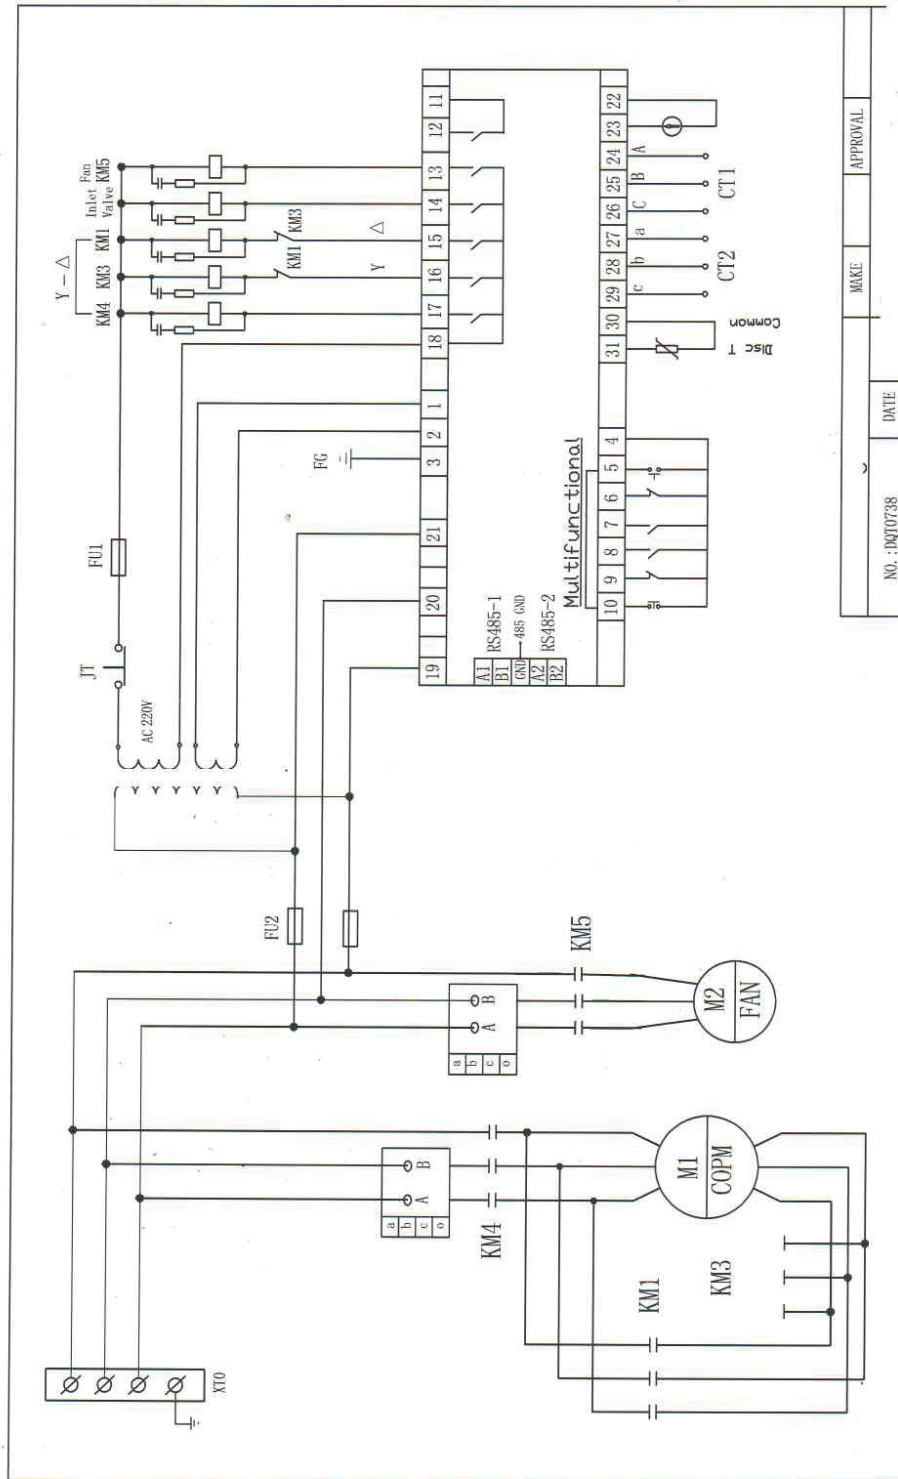 Y - △
KM4
KM3
KM1
Inlet
Valve
Fan
KM5
FU1
JT
AC 220V
KM1
KM3
Y
△
FG
19
20
21
3
2
1
18
17
16
15
14
13
12
11
A1
B1
GND
A2
B2
RS485-1
485 GND
RS485-2
Multifunctional
10
9
8
7
6
5
4
31
30
29
28
27
26
25
24
23
22
Disc T
Common
c
b
a
C
B
A
CT2
CT1
FU2
XT0
a
b
c
o
A
B
KM4
a
b
c
o
A
B
KM5
M1
COPM
M2
FAN
KM1
KM3
NO.:DQT0738
DATE
MAKE
APPROVAL